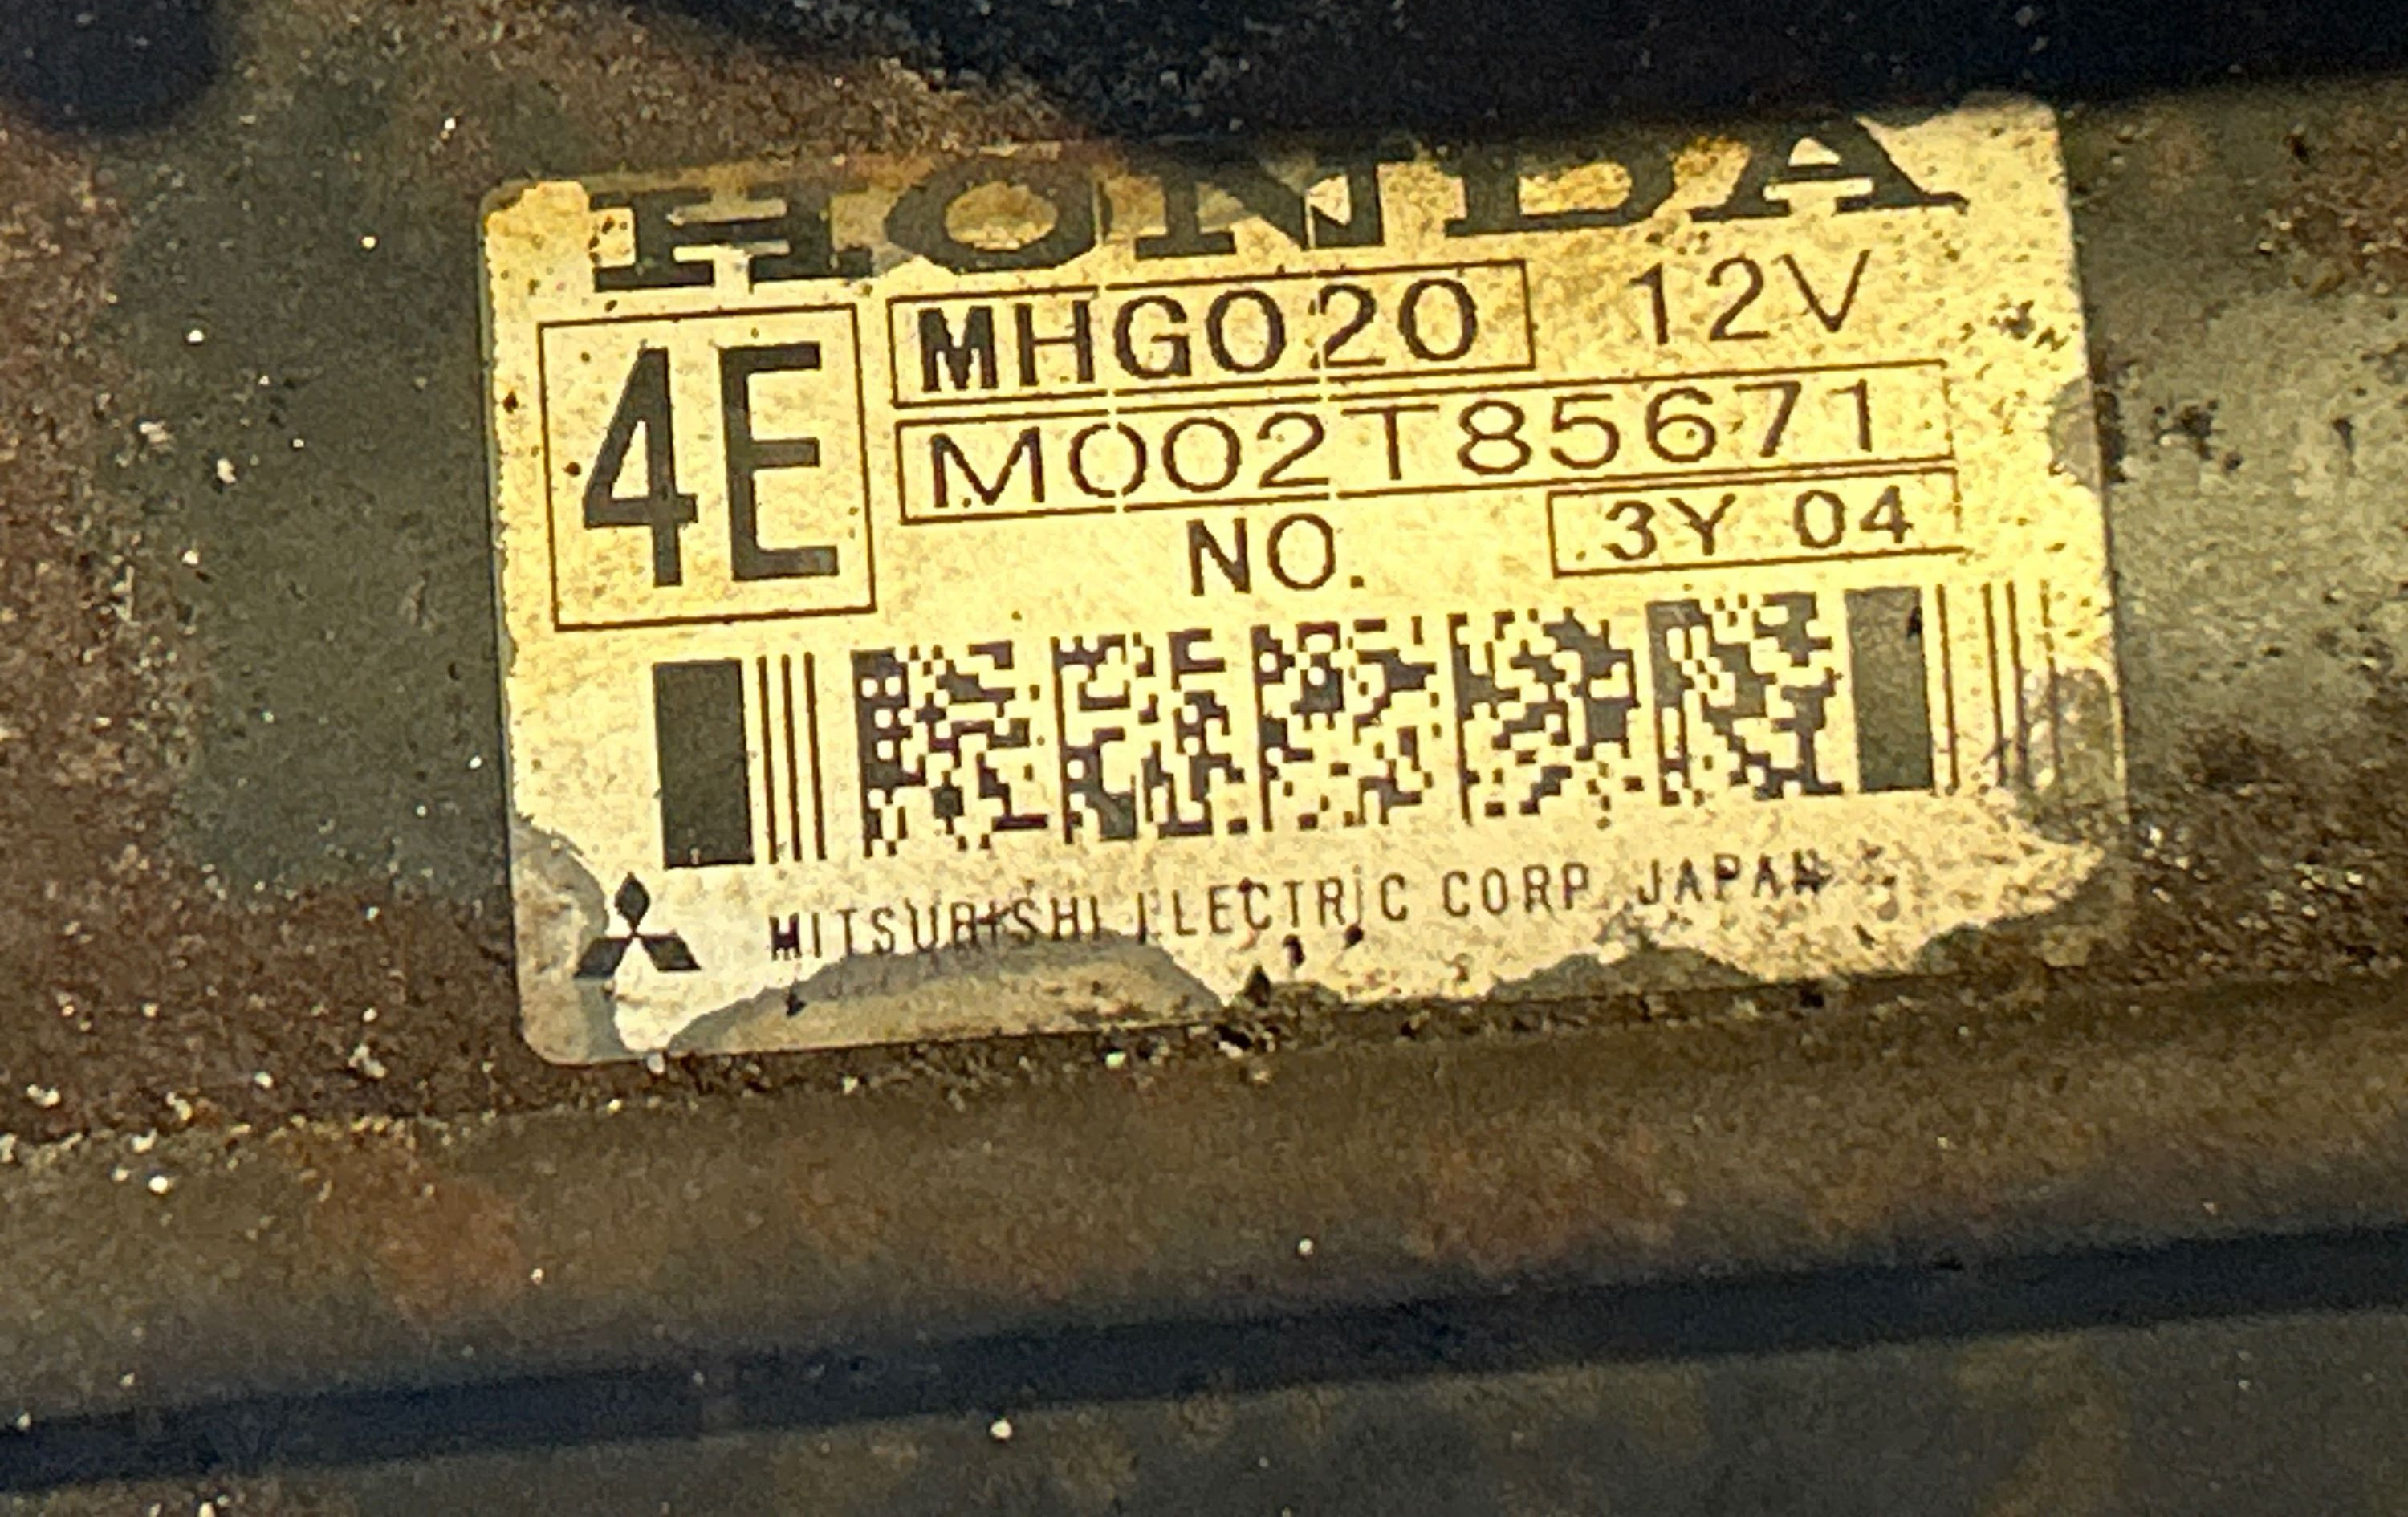 HONDA
4E
MHG020 12V
M002T85671
NO. 3Y 04
MITSUBISHI ELECTRIC CORP. JAPAN